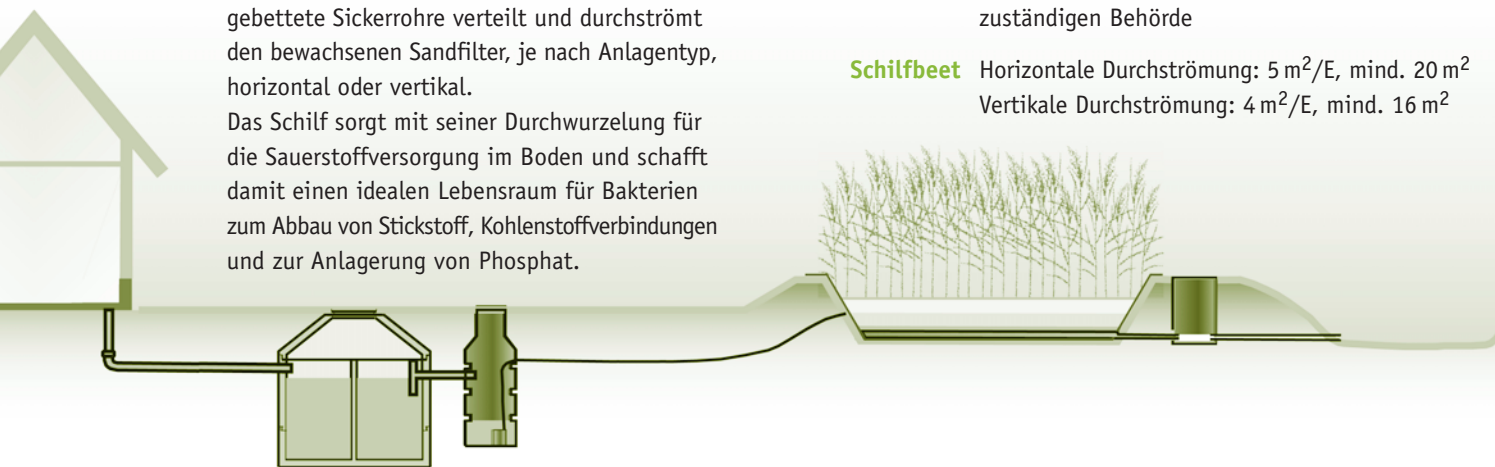 gebettete Sickerrohre verteilt und durchströmt
den bewachsenen Sandfilter, je nach Anlagentyp,
horizontal oder vertikal.
Das Schilf sorgt mit seiner Durchwurzelung für
die Sauerstoffversorgung im Boden und schafft
damit einen idealen Lebensraum für Bakterien
zum Abbau von Stickstoff, Kohlenstoffverbindungen
und zur Anlagerung von Phosphat.
zuständigen Behörde
Schilfbeet Horizontale Durchströmung: 5 m²/E, mind. 20 m²
Vertikale Durchströmung: 4 m²/E, mind. 16 m²